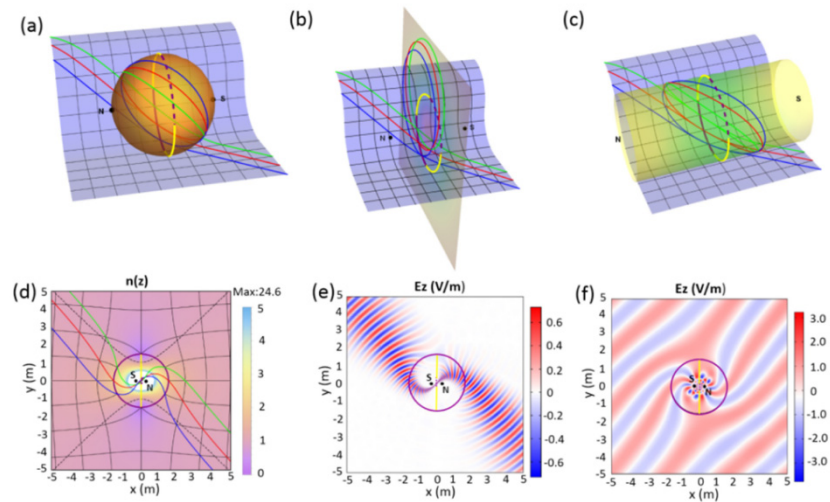 (a)
N
S
(b)
N
S
(c)
N
S
(d)
n(z)
Max:24.6
5
4
3
2
1
0
-1
-2
-3
-4
-5
y (m)
-5 -4 -3 -2 -1 0 1 2 3 4 5
x (m)
S
N
5
4
3
2
1
0
(e)
Ez (V/m)
5
4
3
2
1
0
-1
-2
-3
-4
-5
y (m)
-5 -4 -3 -2 -1 0 1 2 3 4 5
x (m)
S
N
0.6
0.4
0.2
0
-0.2
-0.4
-0.6
(f)
Ez (V/m)
5
4
3
2
1
0
-1
-2
-3
-4
-5
y (m)
-5 -4 -3 -2 -1 0 1 2 3 4 5
x (m)
S
N
3.0
2.0
1.0
0
-1.0
-2.0
-3.0